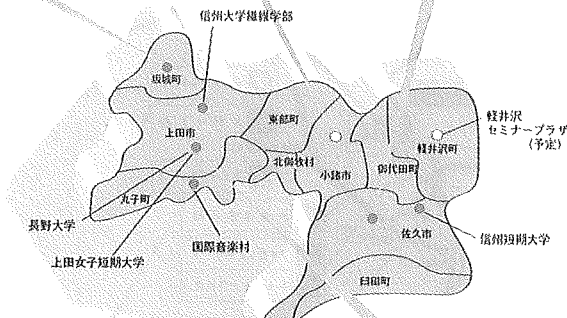 信州大学繊維学部
坂城町
東部町
上田市
軽井沢
セミナープラザ
(予定)
軽井沢町
北御牧村
小諸市
御代田町
丸子町
長野大学
国際音楽村
佐久市
信州短期大学
上田女子短期大学
臼田町